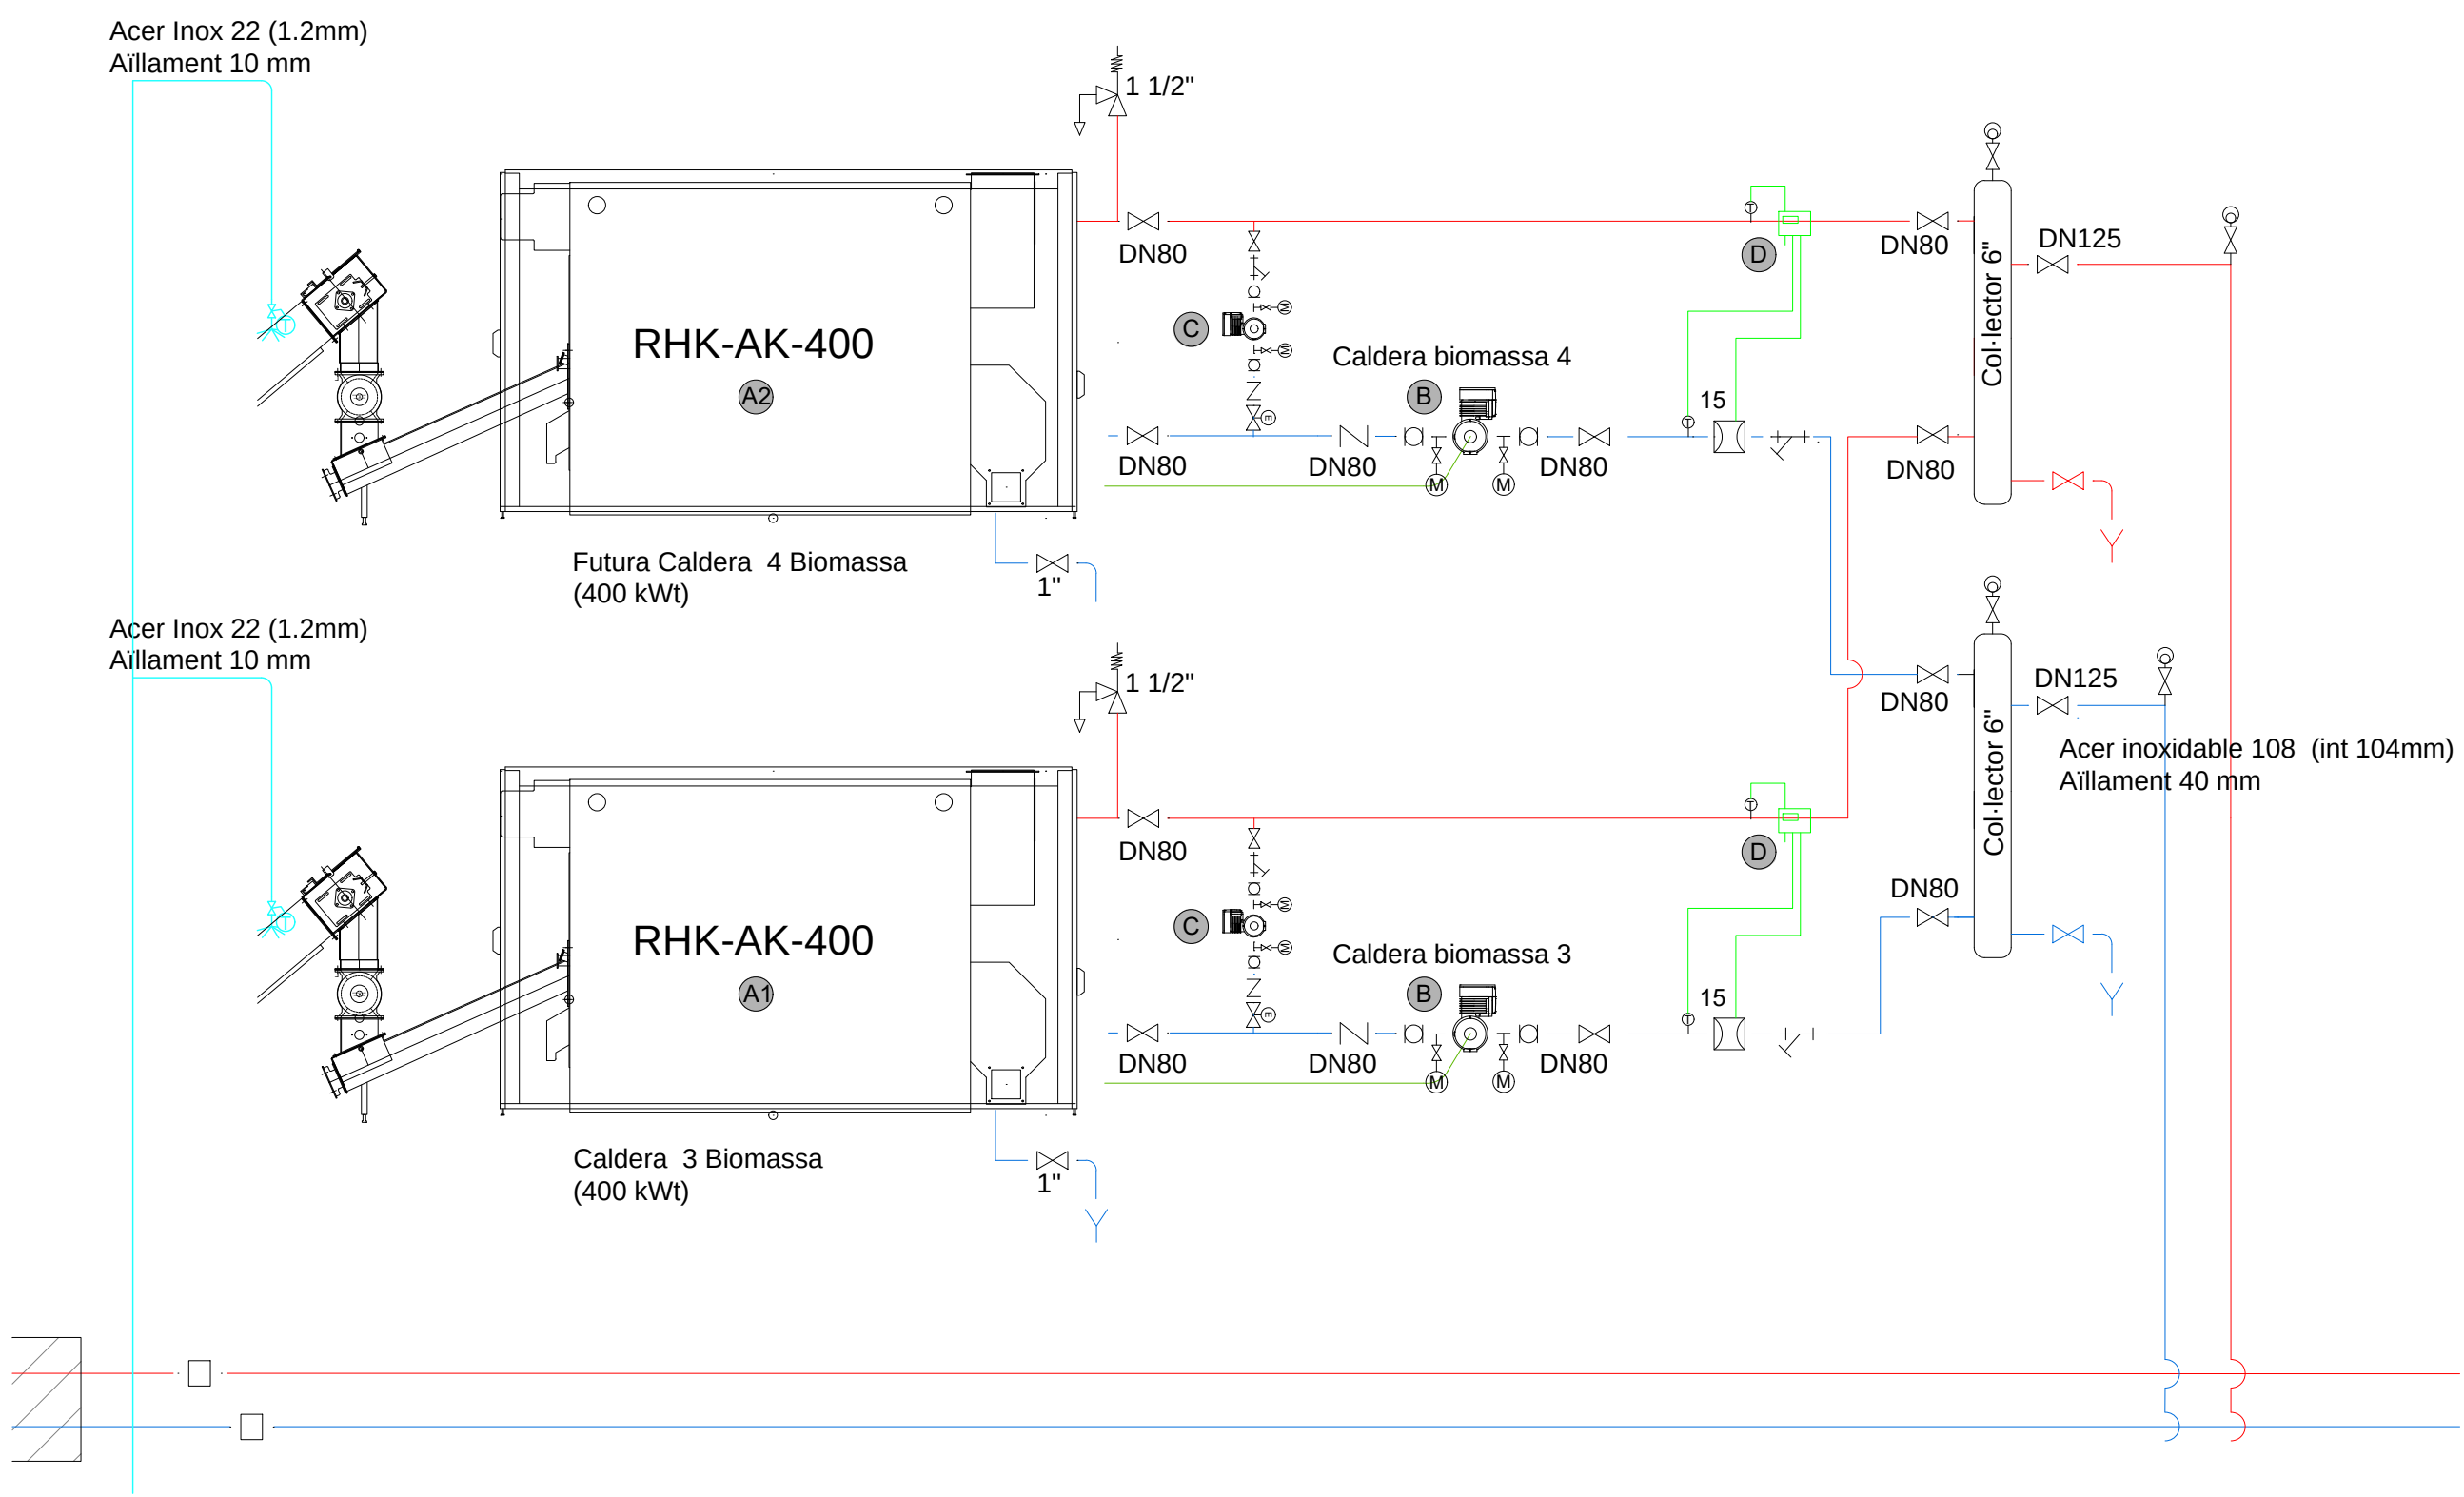 Acer Inox 22 (1.2mm)
Aïllament 10 mm
1 1/2"
DN80
D
DN80
DN125
Col·lector 6"
C
RHK-AK-400
A2
Caldera biomassa 4
B
15
M
M
E
T
T
T
DN80
DN80
M
M
DN80
DN80
Futura Caldera  4 Biomassa
(400 kWt)
1"
Acer Inox 22 (1.2mm)
Aïllament 10 mm
1 1/2"
DN80
DN125
Col·lector 6"
Acer inoxidable 108  (int 104mm)
Aïllament 40 mm
DN80
D
DN80
C
RHK-AK-400
A1
Caldera biomassa 3
B
15
M
M
E
T
T
T
DN80
DN80
M
M
DN80
Caldera  3 Biomassa
(400 kWt)
1"